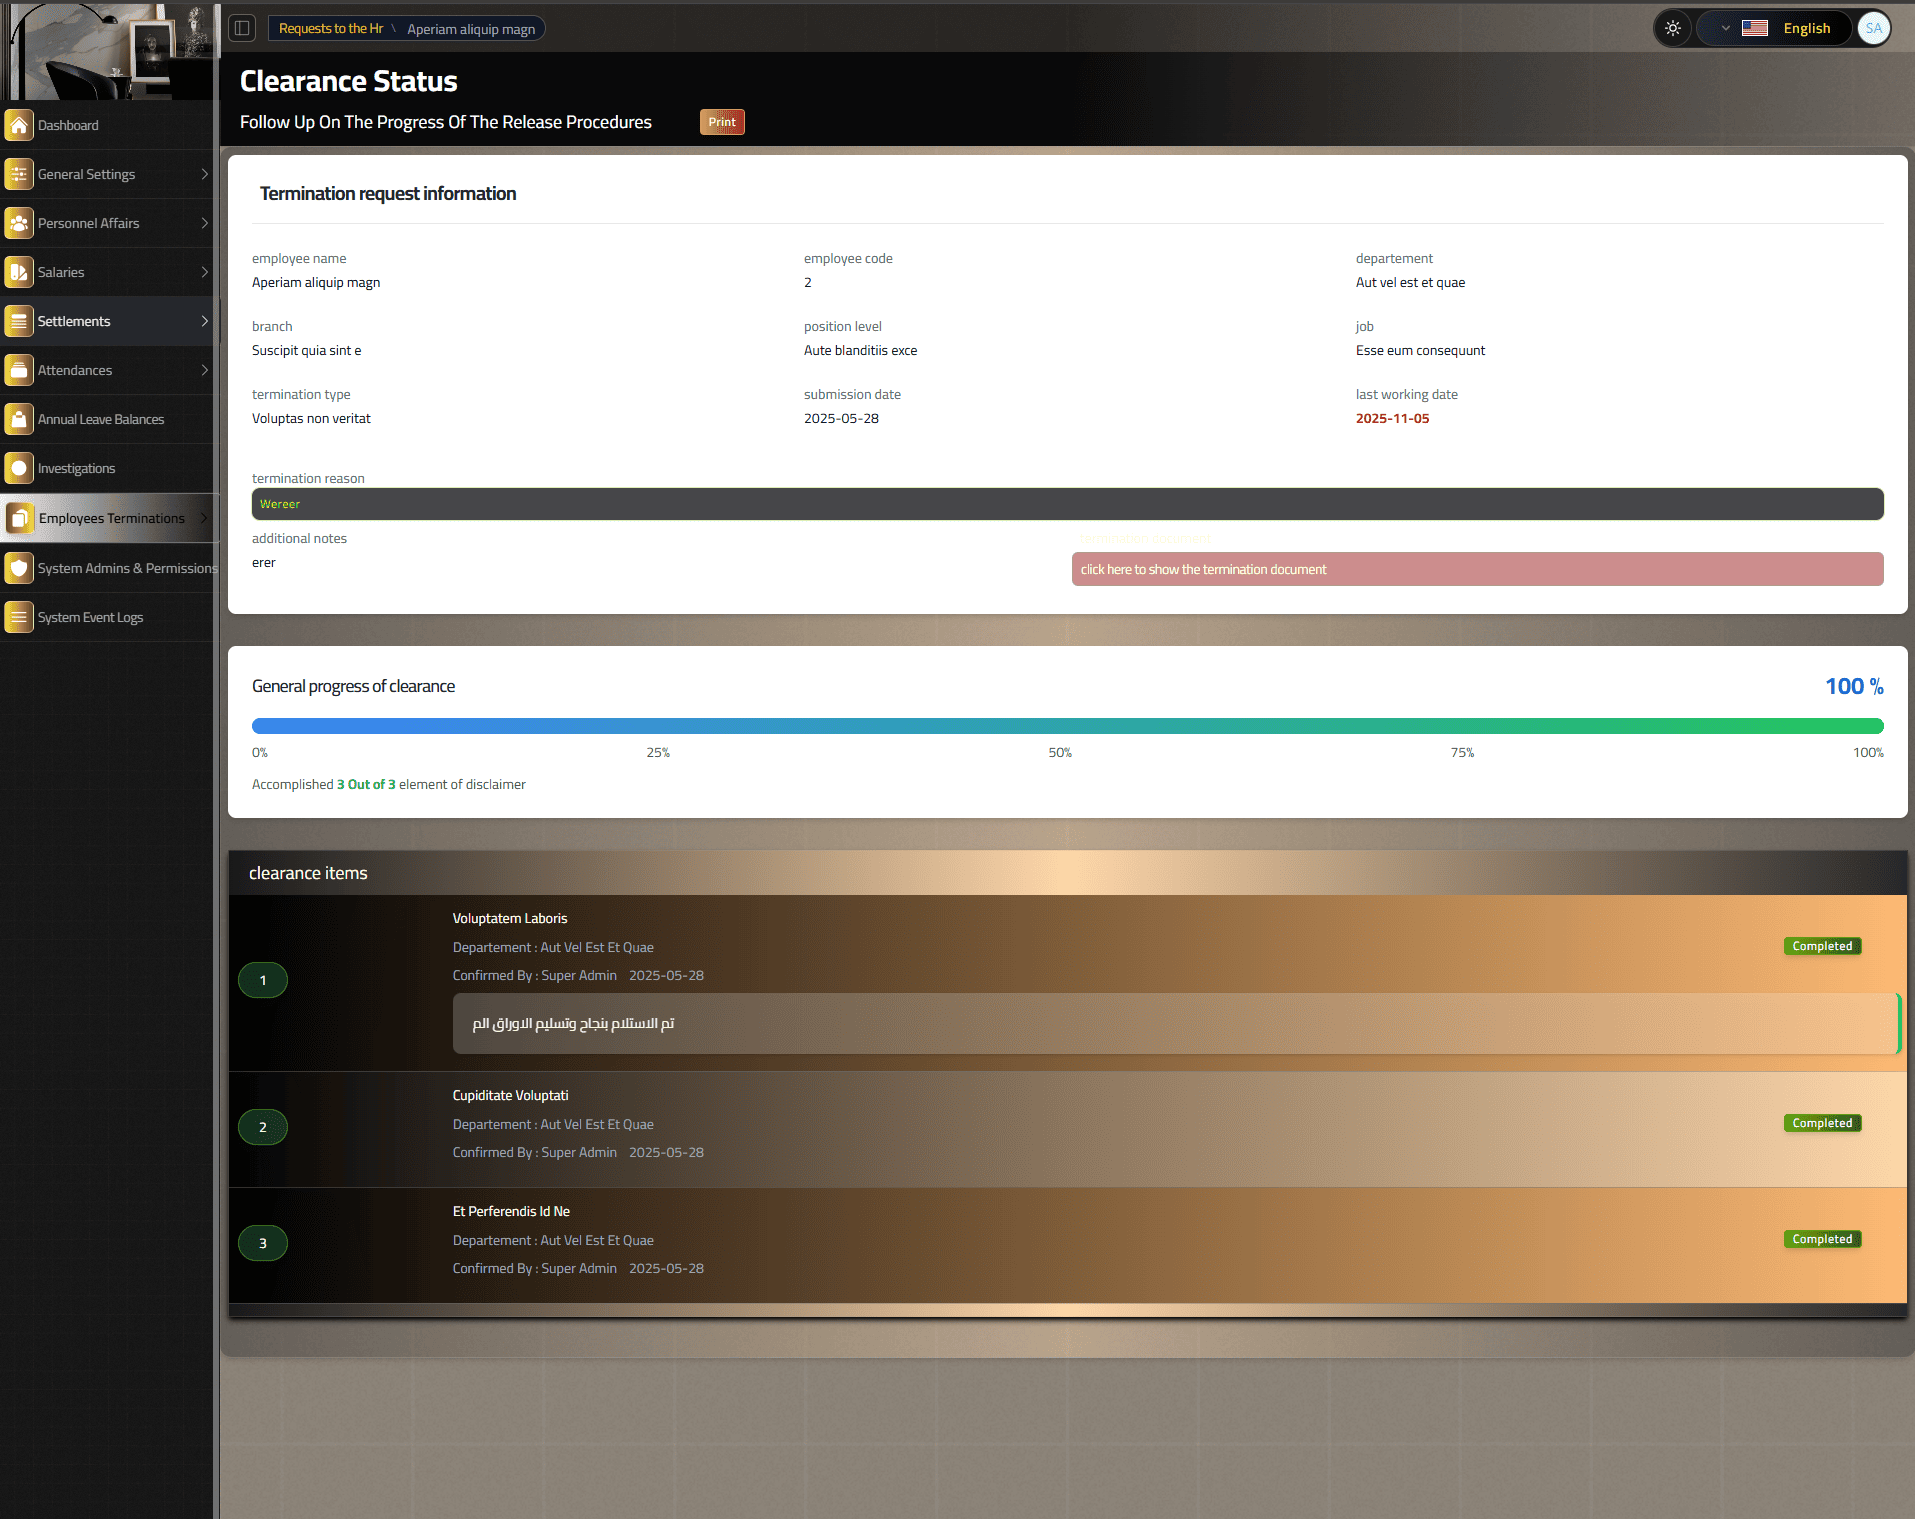 Requests to the Hr \ Aperiam aliquip magn
English
SA
Clearance Status
Follow Up On The Progress Of The Release Procedures
Print
Dashboard
General Settings
Personnel Affairs
Salaries
Settlements
Attendances
Annual Leave Balances
Investigations
Employees Terminations
System Admins & Permissions
System Event Logs
Termination request information
employee name
Aperiam aliquip magn
employee code
2
departement
Aut vel est et quae
branch
Suscipit quia sint e
position level
Aute blanditiis exce
job
Esse eum consequunt
termination type
Voluptas non veritat
submission date
2025-05-28
last working date
2025-11-05
termination reason
Wereer
additional notes
erer
termination document
click here to show the termination document
General progress of clearance
100 %
0% 25% 50% 75% 100%
Accomplished 3 Out of 3 element of disclaimer
clearance items
1
Voluptatem Laboris
Departement : Aut Vel Est Et Quae
Confirmed By : Super Admin 2025-05-28
Completed
تم الاستلام بنجاح وتسليم الاوراق الم
2
Cupiditate Voluptati
Departement : Aut Vel Est Et Quae
Confirmed By : Super Admin 2025-05-28
Completed
3
Et Perferendis Id Ne
Departement : Aut Vel Est Et Quae
Confirmed By : Super Admin 2025-05-28
Completed